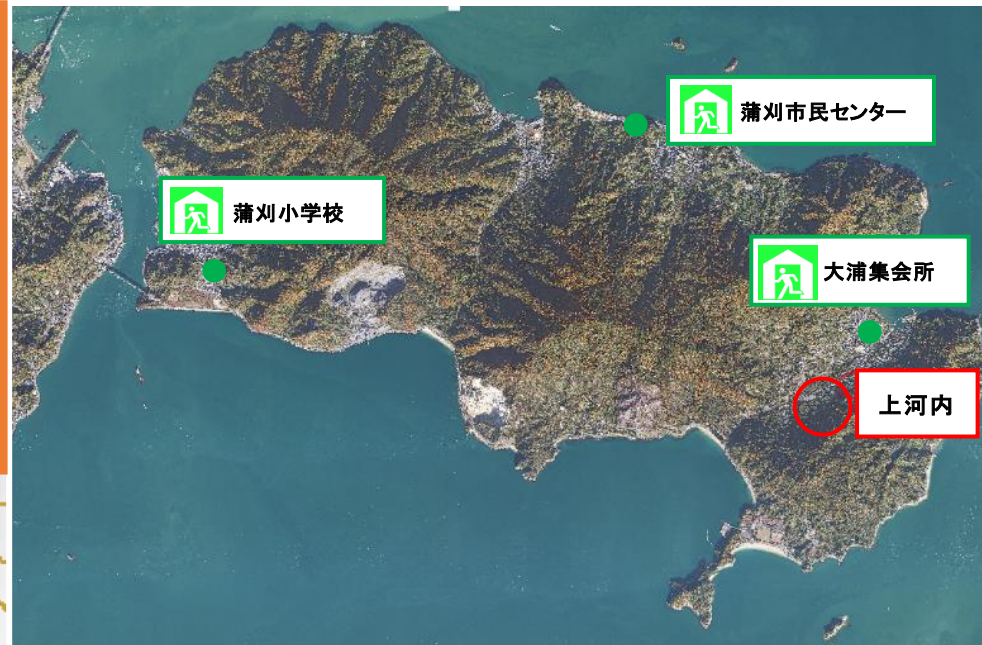 蒲刈市民センター
蒲刈小学校
大浦集会所
上河内